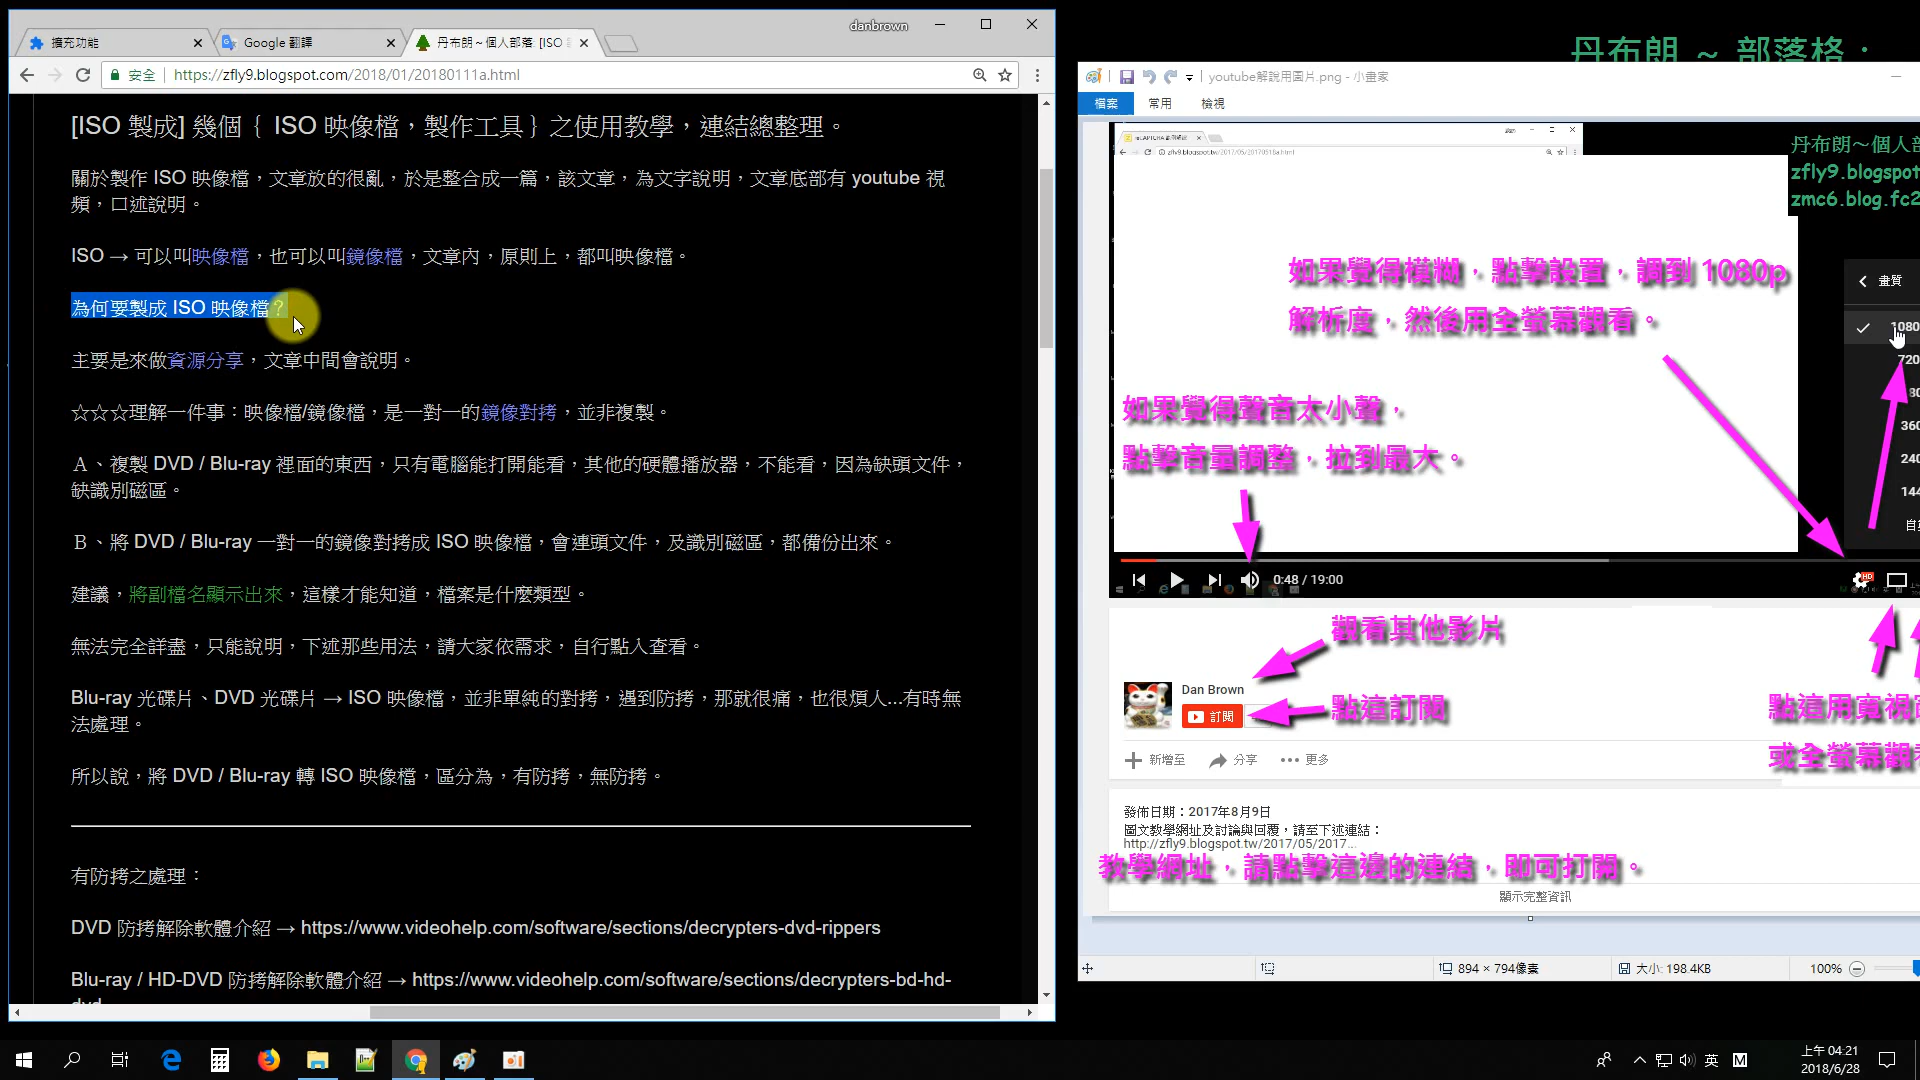 danbrown
擴充功能
Google 翻譯
丹布朗～個人部落: [ISO
安全
https://zfly9.blogspot.com/2018/01/20180111a.html
[ISO 製成] 幾個｛ ISO 映像檔，製作工具｝之使用教學，連結總整理。
關於製作 ISO 映像檔，文章放的很亂，於是整合成一篇，該文章，為文字說明，文章底部有 youtube 視
頻，口述說明。
ISO → 可以叫映像檔，也可以叫鏡像檔，文章內，原則上，都叫映像檔。
為何要製成 ISO 映像檔？
主要是來做資源分享，文章中間會說明。
☆☆☆理解一件事：映像檔/鏡像檔，是一對一的鏡像對拷，並非複製。
Ａ、複製 DVD / Blu-ray 裡面的東西，只有電腦能打開能看，其他的硬體播放器，不能看，因為缺頭文件，
缺識別磁區。
Ｂ、將 DVD / Blu-ray 一對一的鏡像對拷成 ISO 映像檔，會連頭文件，及識別磁區，都備份出來。
建議，將副檔名顯示出來，這樣才能知道，檔案是什麼類型。
無法完全詳盡，只能說明，下述那些用法，請大家依需求，自行點入查看。
Blu-ray 光碟片、DVD 光碟片 → ISO 映像檔，並非單純的對拷，遇到防拷，那就很痛，也很煩人...有時無
法處理。
所以說，將 DVD / Blu-ray 轉 ISO 映像檔，區分為，有防拷，無防拷。
有防拷之處理：
DVD 防拷解除軟體介紹 → https://www.videohelp.com/software/sections/decrypters-dvd-rippers
Blu-ray / HD-DVD 防拷解除軟體介紹 → https://www.videohelp.com/software/sections/decrypters-bd-hd-
dvd
丹布朗 ~ 部落格．
youtube解說用圖片.png - 小畫家
檔案
常用
檢視
丹布朗～個人部
zfly9.blogspot
zmc6.blog.fc2
如果覺得模糊，點擊設置，調到 1080p
解析度，然後用全螢幕觀看。
畫質
1080
720
360
240
144
如果覺得聲音太小聲，
點擊音量調整，拉到最大。
0:48 / 19:00
HD
觀看其他影片
Dan Brown
訂閱
點這訂閱
點這用寬視
或全螢幕觀看
新增至
分享
更多
發佈日期：2017年8月9日
圖文教學網址及討論與回覆，請至下述連結：
http://zfly9.blogspot.tw/2017/05/2017...
教學網址，請點擊這邊的連結，即可打開。
顯示完整資訊
894 × 794像素
大小: 198.4KB
100%
英
M
上午 04:21
2018/6/28